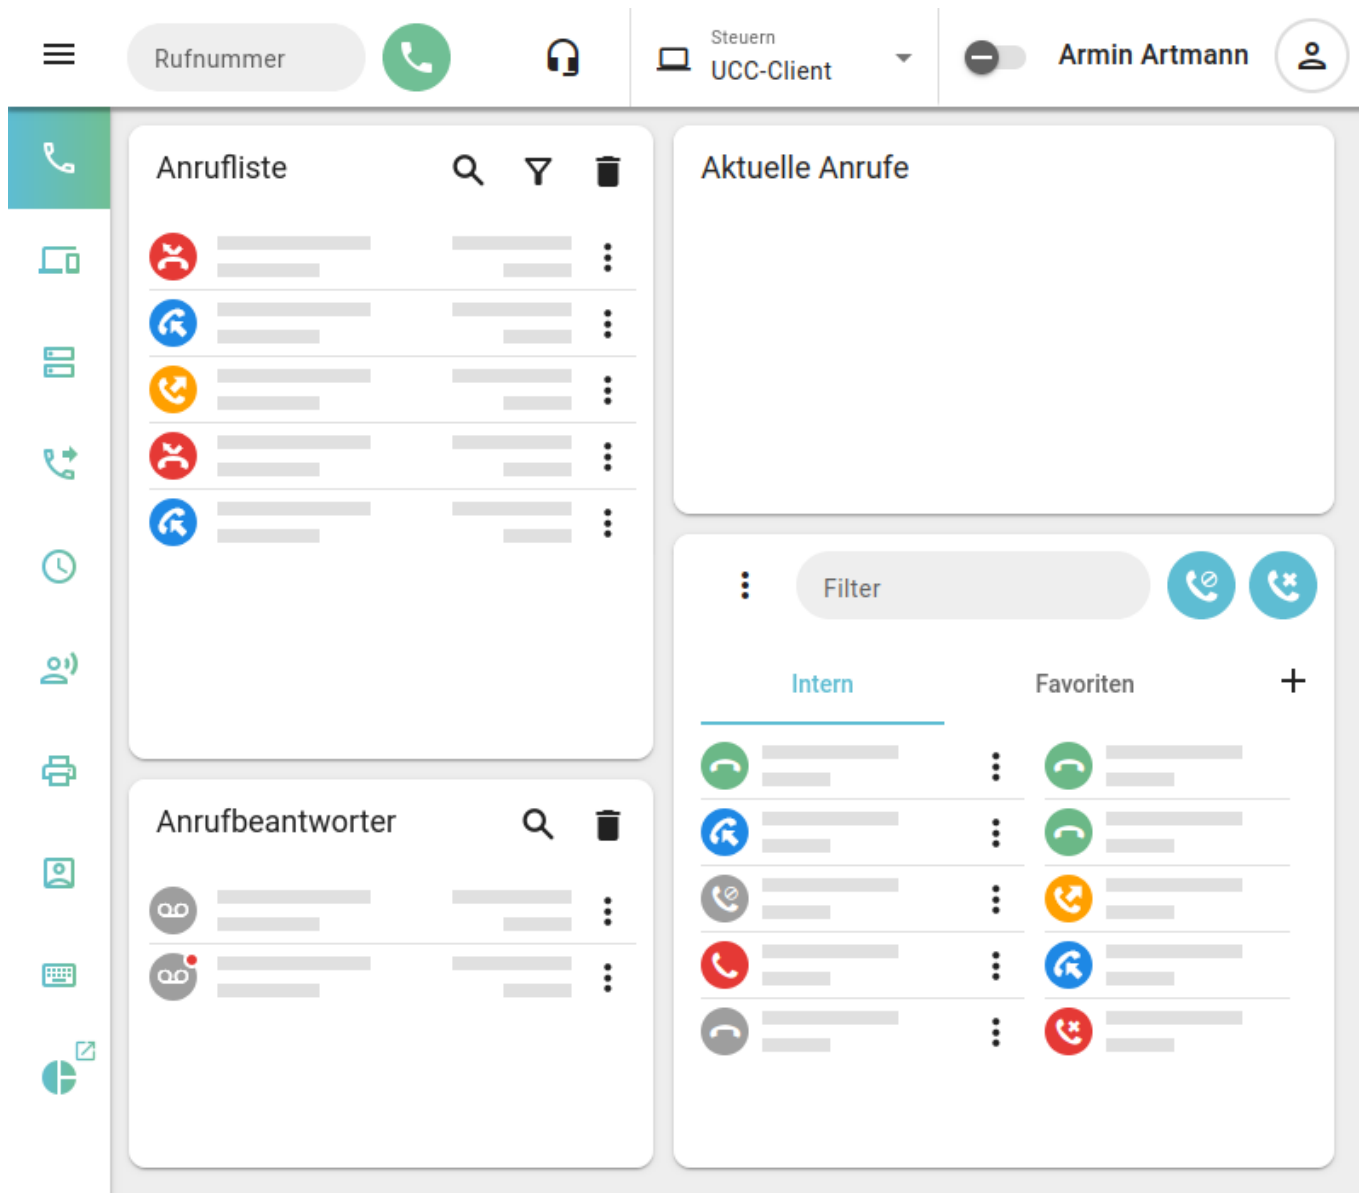 Rufnummer
Steuern
UCC-Client
Armin Artmann
Anrufliste
Aktuelle Anrufe
Filter
Intern
Favoriten
Anrufbeantworter